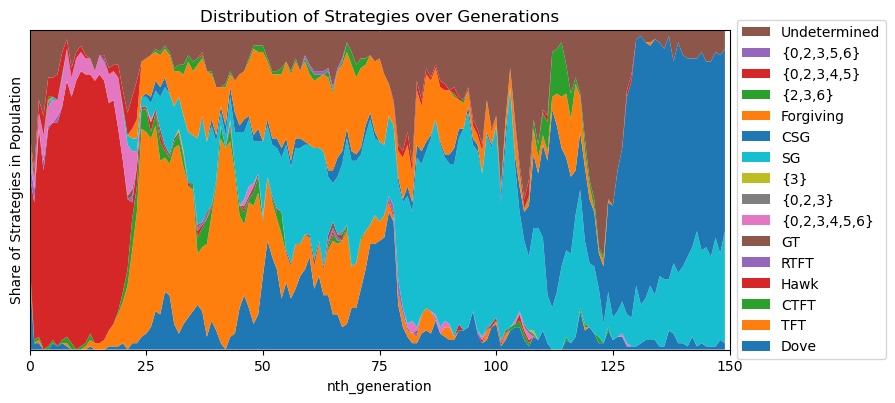 Distribution of Strategies over Generations
Share of Strategies in Population
0
25
50
75
100
125
150
nth_generation
Undetermined
{0,2,3,5,6}
{0,2,3,4,5}
{2,3,6}
Forgiving
CSG
SG
{3}
{0,2,3}
{0,2,3,4,5,6}
GT
RTFT
Hawk
CTFT
TFT
Dove